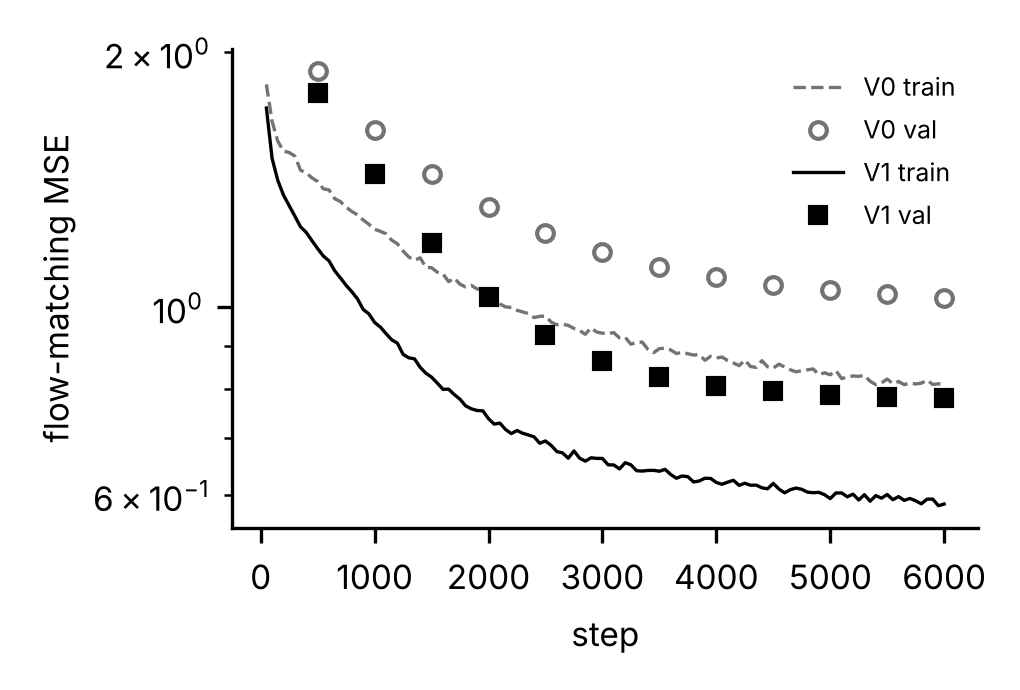 flow-matching MSE
2 × 10⁰
10⁰
6 × 10⁻¹
V0 train
V0 val
V1 train
V1 val
0 1000 2000 3000 4000 5000 6000
step